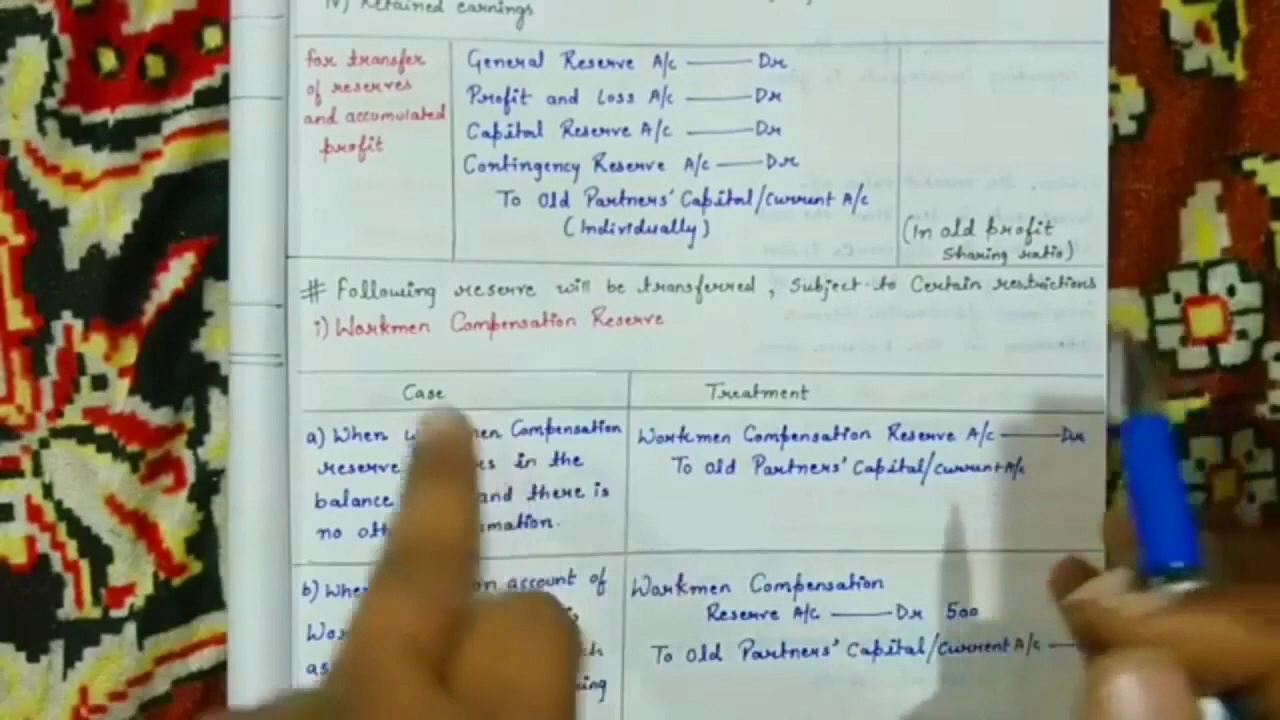 iv) Retained earnings
for transfer
of reserves
and accumulated
profit
General Reserve A/c —— Dr
Profit and Loss A/c —— Dr
Capital Reserve A/c —— Dr
Contingency Reserve A/c —— Dr
To Old Partners' Capital/Current A/c
(Individually)
(In old profit
sharing ratio)
# Following reserve will be transferred, Subject to Certain restrictions
i) Workmen Compensation Reserve
Case
Treatment
a) When Compensation
reserve in the
balance and there is
no
Workmen Compensation Reserve A/c —— Dr
To Old Partners' Capital/Current A/c
b) account of
Workmen Compensation
Reserve A/c —— Dr 500
To Old Partners' Capital/Current A/c —